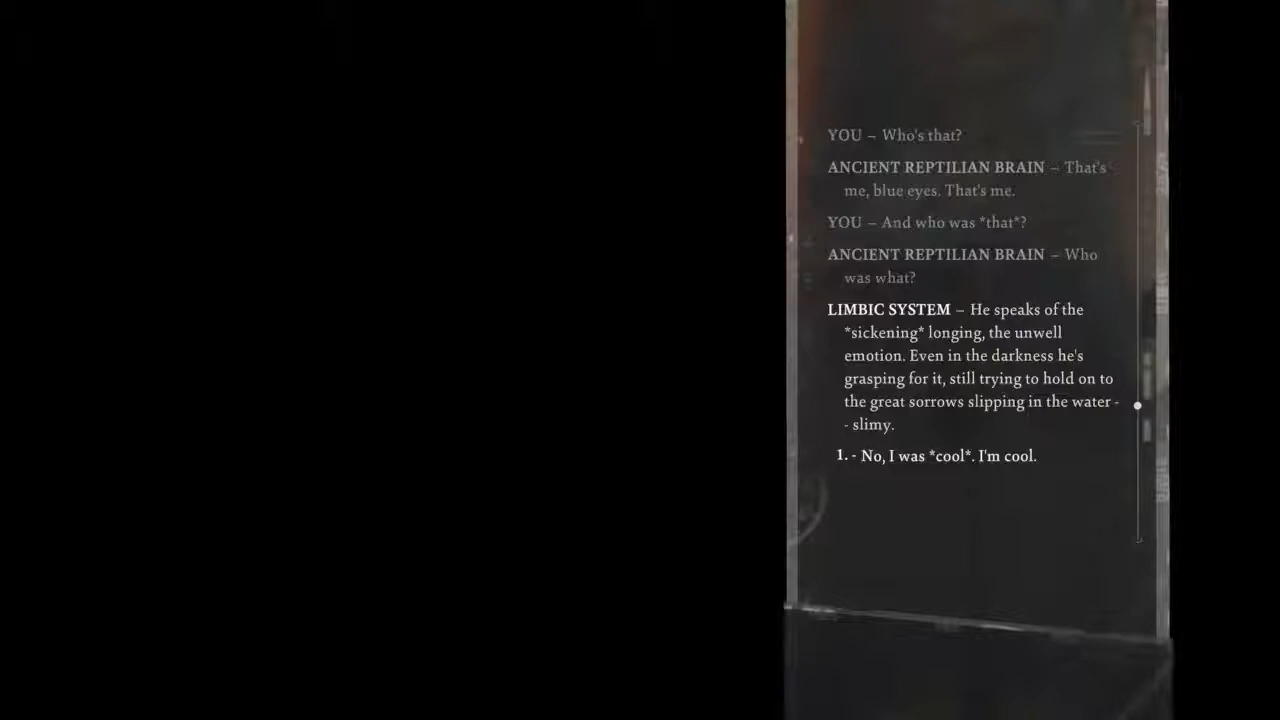 YOU – Who's that?
ANCIENT REPTILIAN BRAIN – That's
me, blue eyes. That's me.
YOU – And who was *that*?
ANCIENT REPTILIAN BRAIN – Who
was what?
LIMBIC SYSTEM – He speaks of the
*sickening* longing, the unwell
emotion. Even in the darkness he's
grasping for it, still trying to hold on to
the great sorrows slipping in the water -
- slimy.
1. - No, I was *cool*. I'm cool.